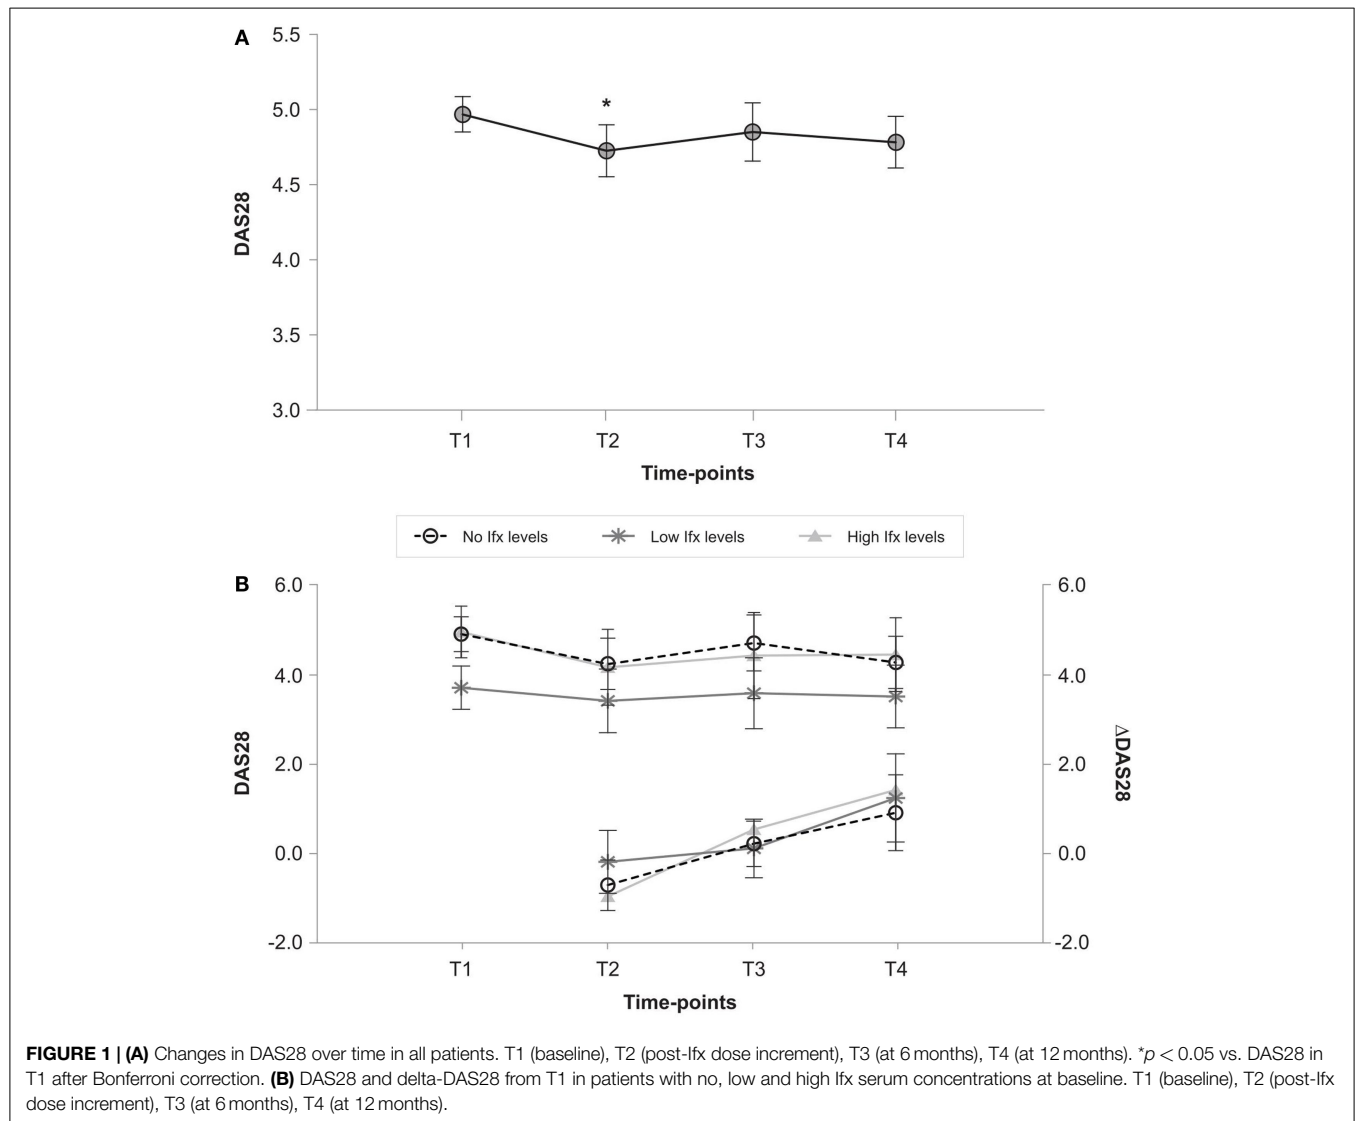 A
5.5
5.0
4.5
4.0
3.5
3.0
DAS28
*
T1 T2 T3 T4
Time-points
No Ifx levels Low Ifx levels High Ifx levels
B
6.0 6.0
4.0 4.0
2.0 2.0
0.0 0.0
-2.0 -2.0
DAS28
ΔDAS28
T1 T2 T3 T4
Time-points
FIGURE 1 | (A) Changes in DAS28 over time in all patients. T1 (baseline), T2 (post-Ifx dose increment), T3 (at 6 months), T4 (at 12 months). *p < 0.05 vs. DAS28 in
T1 after Bonferroni correction. (B) DAS28 and delta-DAS28 from T1 in patients with no, low and high Ifx serum concentrations at baseline. T1 (baseline), T2 (post-Ifx
dose increment), T3 (at 6 months), T4 (at 12 months).